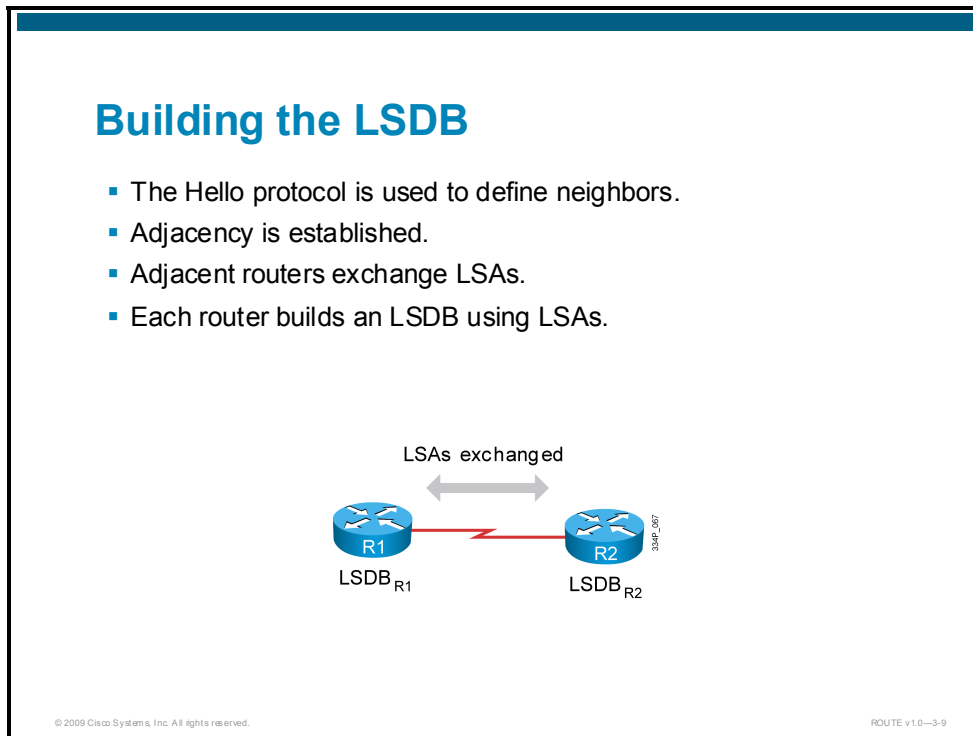 Building the LSDB
▪ The Hello protocol is used to define neighbors.
▪ Adjacency is established.
▪ Adjacent routers exchange LSAs.
▪ Each router builds an LSDB using LSAs.
LSAs exchanged
R1
R2
334P_067
LSDB R1
LSDB R2
© 2009 Cisco Systems, Inc. All rights reserved.
ROUTE v1.0—3-9